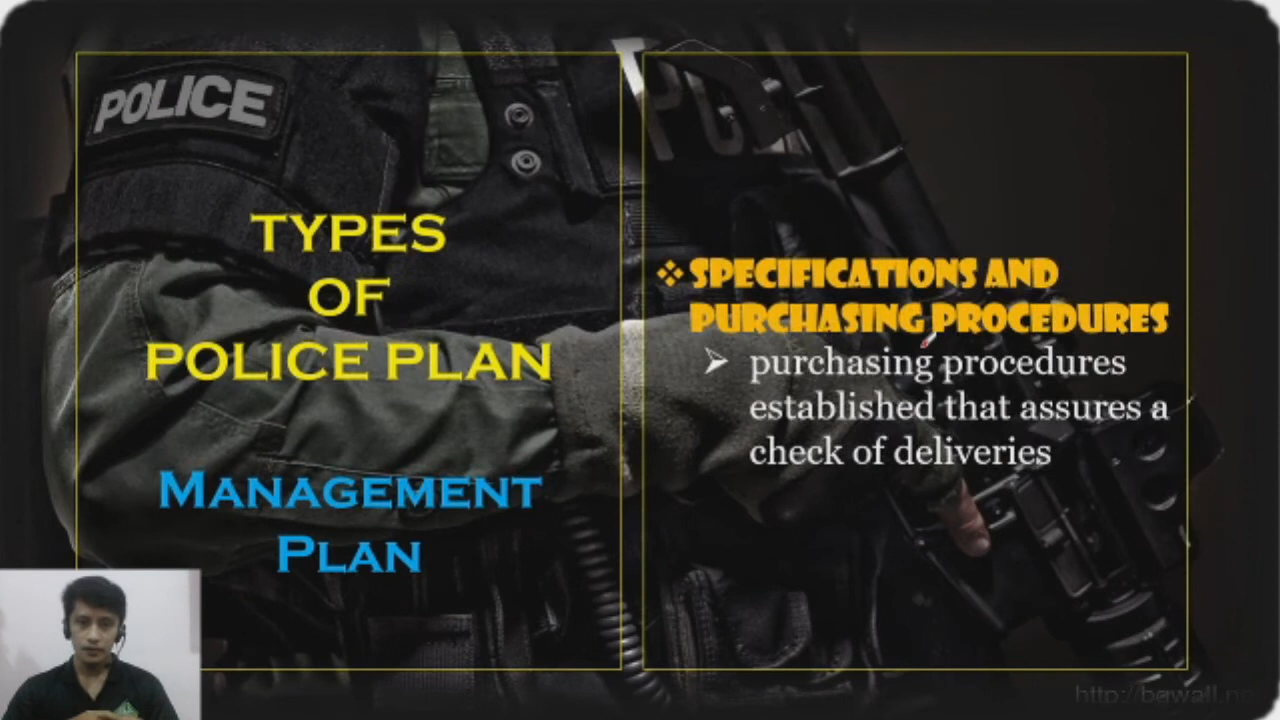 POLICE
TYPES
OF
POLICE PLAN
MANAGEMENT
PLAN
SPECIFICATIONS AND
PURCHASING PROCEDURES
purchasing procedures
established that assures a
check of deliveries